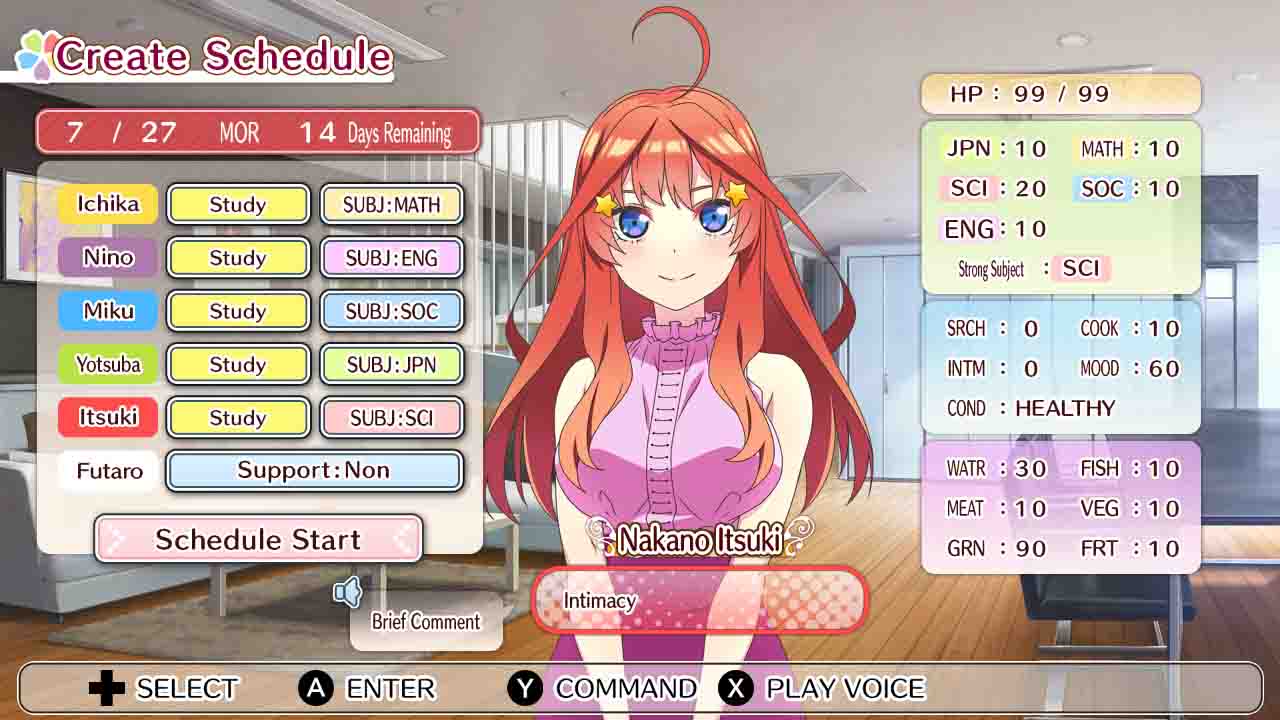 Create Schedule
7 / 27 MOR 14 Days Remaining
Ichika Study SUBJ:MATH
Nino Study SUBJ:ENG
Miku Study SUBJ:SOC
Yotsuba Study SUBJ:JPN
Itsuki Study SUBJ:SCI
Futaro Support:Non
Schedule Start
Brief Comment
Nakano Itsuki
Intimacy
HP : 99 / 99
JPN : 10 MATH : 10
SCI : 20 SOC : 10
ENG : 10
Strong Subject : SCI
SRCH : 0 COOK : 10
INTM : 0 MOOD : 60
COND : HEALTHY
WATR : 30 FISH : 10
MEAT : 10 VEG : 10
GRN : 90 FRT : 10
SELECT A ENTER Y COMMAND X PLAY VOICE